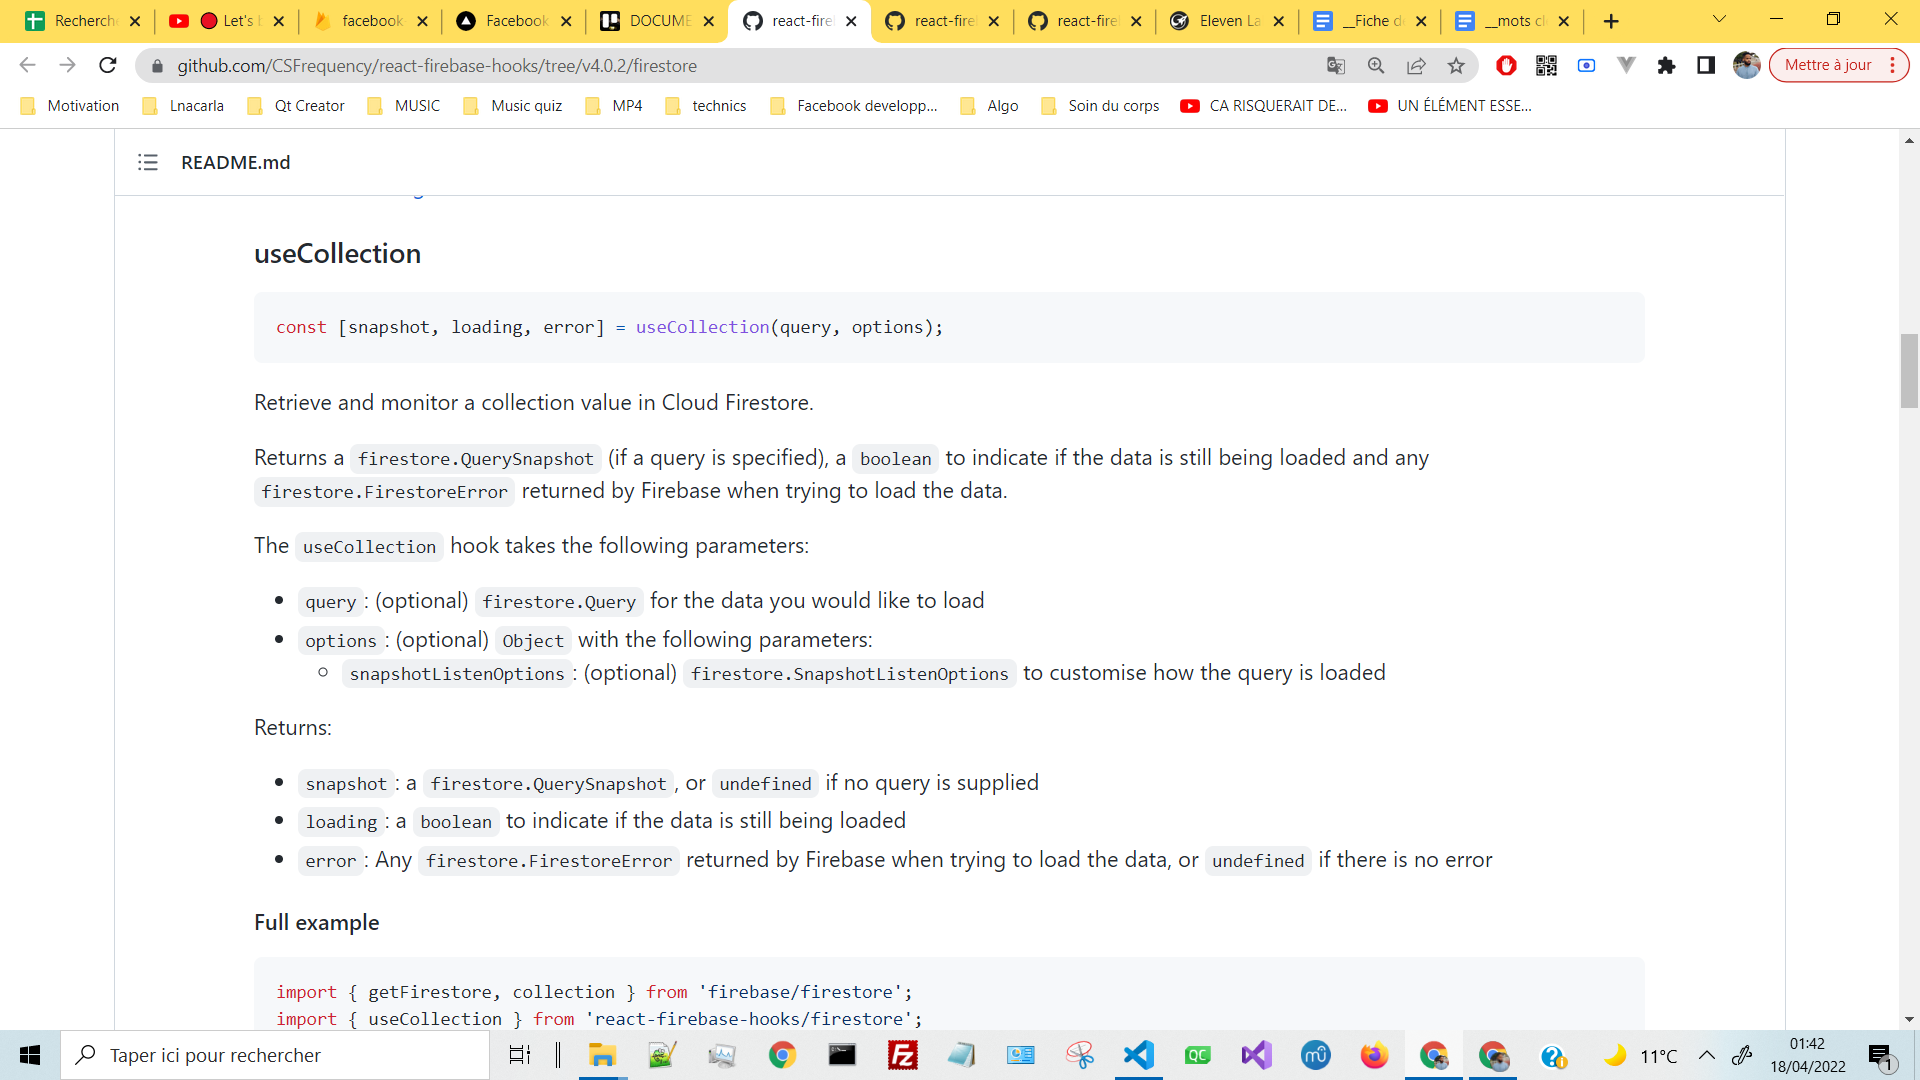 Recherche
Let's b
facebook
Facebook
DOCUME
react-fire
react-fire
react-fire
Eleven La
__Fiche de
__mots cl
github.com/CSFrequency/react-firebase-hooks/tree/v4.0.2/firestore
Mettre à jour
Motivation
Lnacarla
Qt Creator
MUSIC
Music quiz
MP4
technics
Facebook developp...
Algo
Soin du corps
CA RISQUERAIT DE...
UN ÉLÉMENT ESSE...
README.md
useCollection
const [snapshot, loading, error] = useCollection(query, options);
Retrieve and monitor a collection value in Cloud Firestore.
Returns a firestore.QuerySnapshot (if a query is specified), a boolean to indicate if the data is still being loaded and any
firestore.FirestoreError returned by Firebase when trying to load the data.
The useCollection hook takes the following parameters:
• query : (optional) firestore.Query for the data you would like to load
• options : (optional) Object with the following parameters:
○ snapshotListenOptions : (optional) firestore.SnapshotListenOptions to customise how the query is loaded
Returns:
• snapshot : a firestore.QuerySnapshot , or undefined if no query is supplied
• loading : a boolean to indicate if the data is still being loaded
• error : Any firestore.FirestoreError returned by Firebase when trying to load the data, or undefined if there is no error
Full example
import { getFirestore, collection } from 'firebase/firestore';
import { useCollection } from 'react-firebase-hooks/firestore';
Taper ici pour rechercher
11°C
01:42
18/04/2022
1